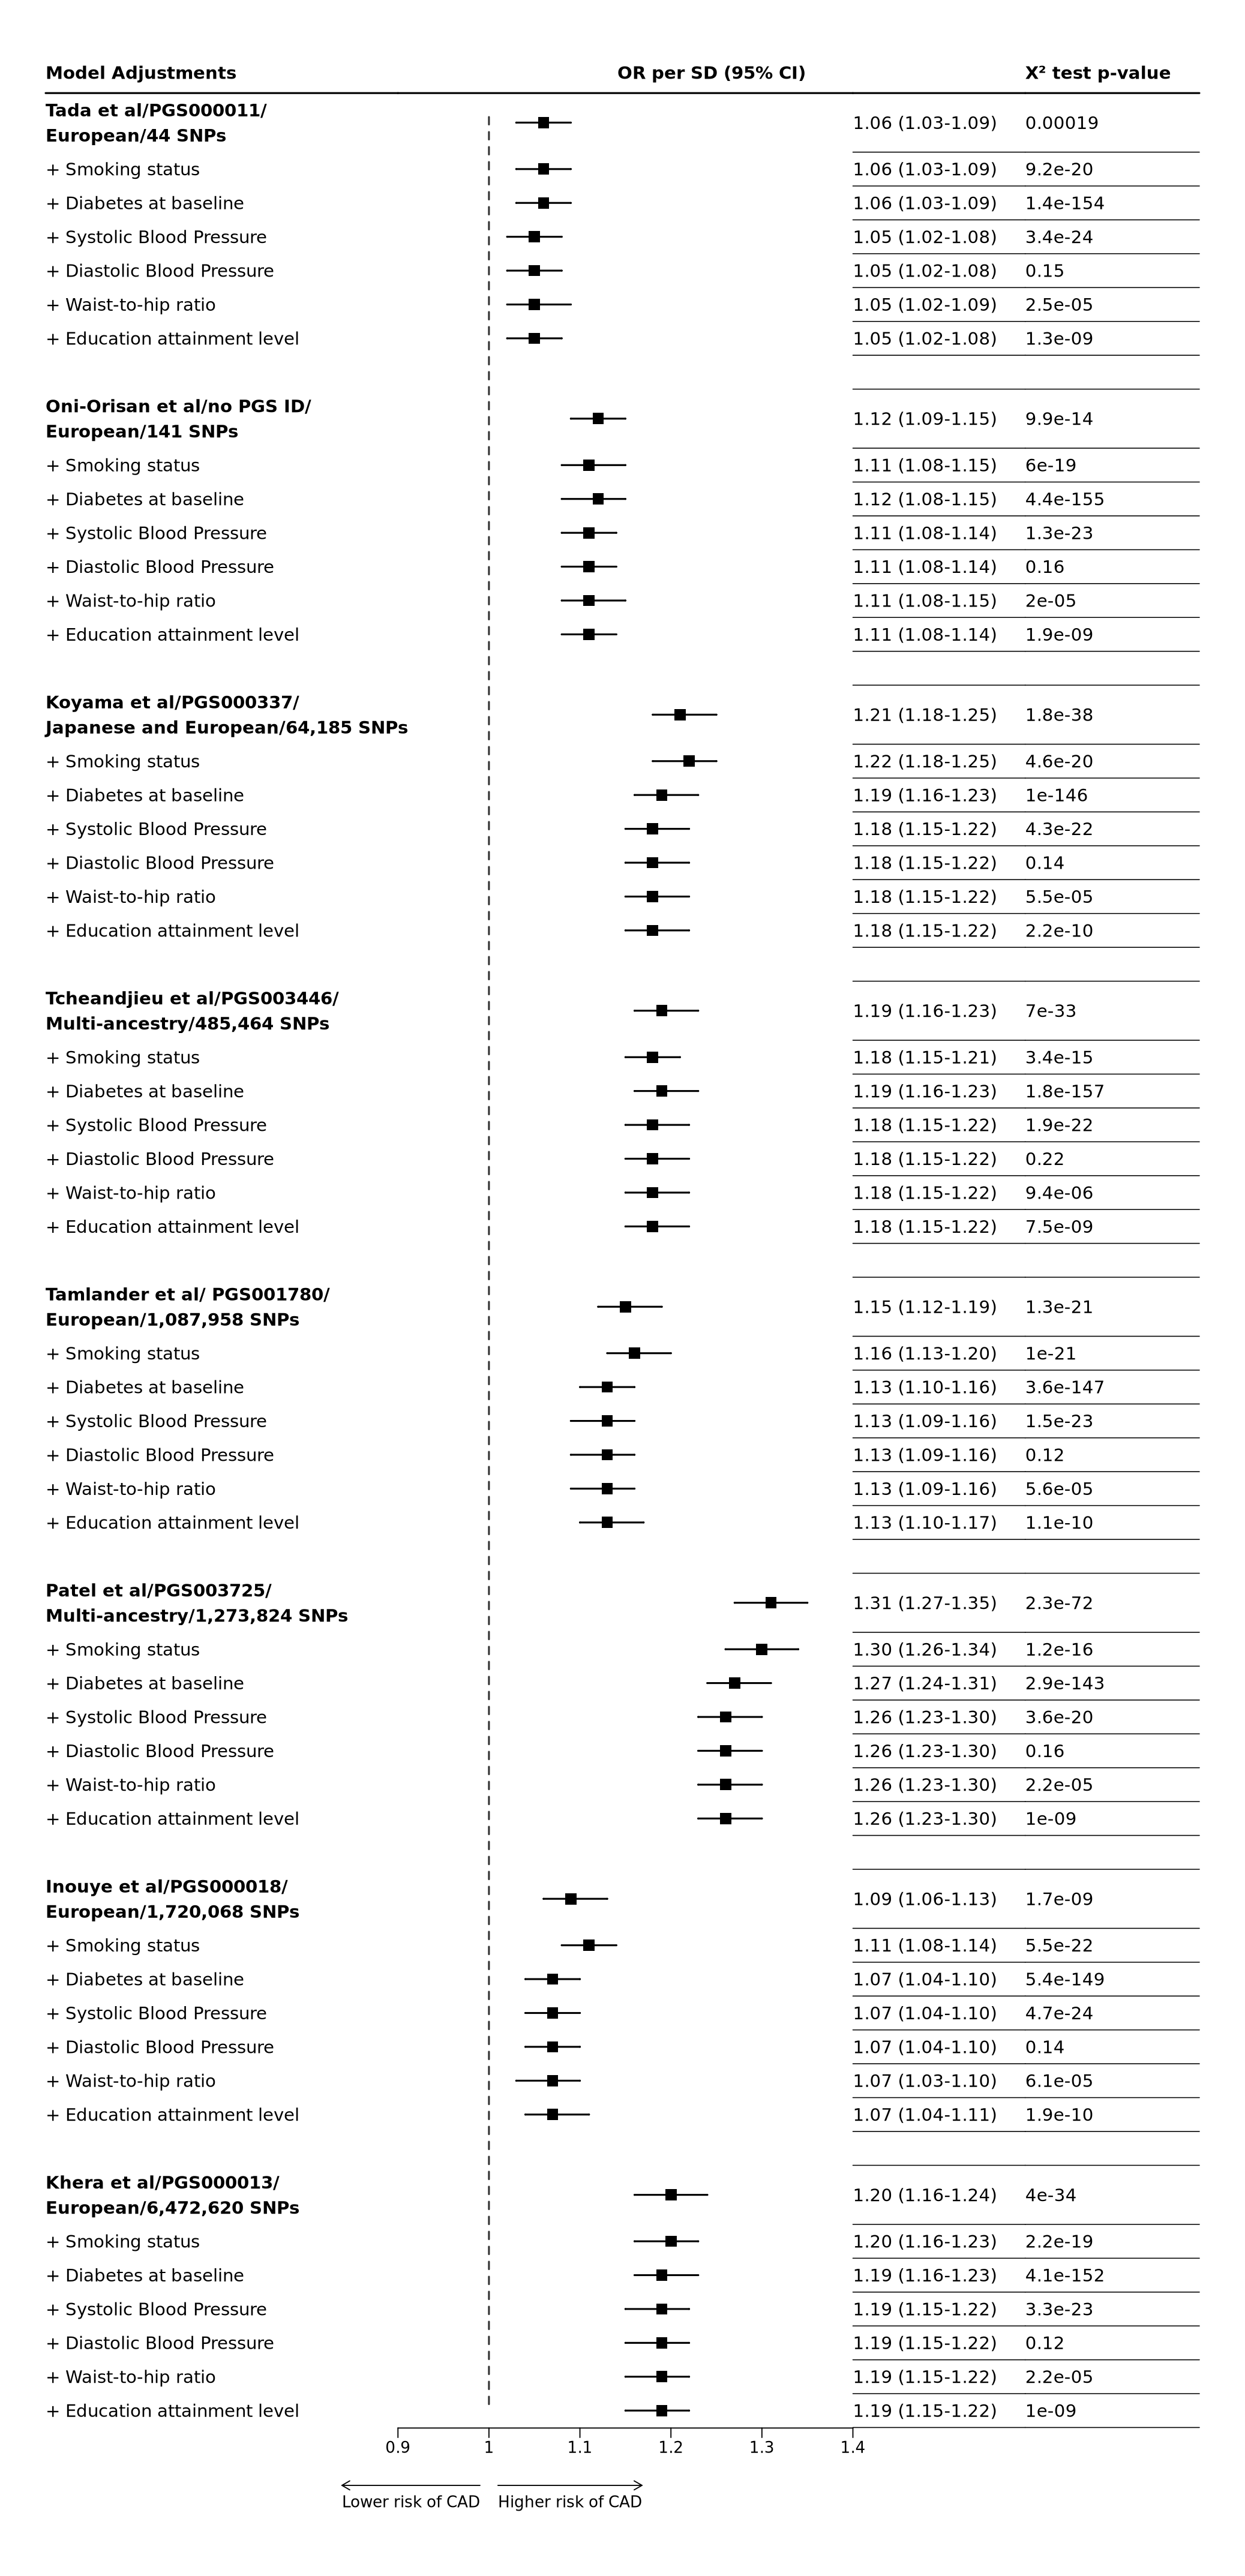 Model Adjustments OR per SD (95% CI) X² test p-value
Tada et al/PGS000011/
European/44 SNPs 1.06 (1.03-1.09) 0.00019
+ Smoking status 1.06 (1.03-1.09) 9.2e-20
+ Diabetes at baseline 1.06 (1.03-1.09) 1.4e-154
+ Systolic Blood Pressure 1.05 (1.02-1.08) 3.4e-24
+ Diastolic Blood Pressure 1.05 (1.02-1.08) 0.15
+ Waist-to-hip ratio 1.05 (1.02-1.09) 2.5e-05
+ Education attainment level 1.05 (1.02-1.08) 1.3e-09
Oni-Orisan et al/no PGS ID/
European/141 SNPs 1.12 (1.09-1.15) 9.9e-14
+ Smoking status 1.11 (1.08-1.15) 6e-19
+ Diabetes at baseline 1.12 (1.08-1.15) 4.4e-155
+ Systolic Blood Pressure 1.11 (1.08-1.14) 1.3e-23
+ Diastolic Blood Pressure 1.11 (1.08-1.14) 0.16
+ Waist-to-hip ratio 1.11 (1.08-1.15) 2e-05
+ Education attainment level 1.11 (1.08-1.14) 1.9e-09
Koyama et al/PGS000337/
Japanese and European/64,185 SNPs 1.21 (1.18-1.25) 1.8e-38
+ Smoking status 1.22 (1.18-1.25) 4.6e-20
+ Diabetes at baseline 1.19 (1.16-1.23) 1e-146
+ Systolic Blood Pressure 1.18 (1.15-1.22) 4.3e-22
+ Diastolic Blood Pressure 1.18 (1.15-1.22) 0.14
+ Waist-to-hip ratio 1.18 (1.15-1.22) 5.5e-05
+ Education attainment level 1.18 (1.15-1.22) 2.2e-10
Tcheandjieu et al/PGS003446/
Multi-ancestry/485,464 SNPs 1.19 (1.16-1.23) 7e-33
+ Smoking status 1.18 (1.15-1.21) 3.4e-15
+ Diabetes at baseline 1.19 (1.16-1.23) 1.8e-157
+ Systolic Blood Pressure 1.18 (1.15-1.22) 1.9e-22
+ Diastolic Blood Pressure 1.18 (1.15-1.22) 0.22
+ Waist-to-hip ratio 1.18 (1.15-1.22) 9.4e-06
+ Education attainment level 1.18 (1.15-1.22) 7.5e-09
Tamlander et al/ PGS001780/
European/1,087,958 SNPs 1.15 (1.12-1.19) 1.3e-21
+ Smoking status 1.16 (1.13-1.20) 1e-21
+ Diabetes at baseline 1.13 (1.10-1.16) 3.6e-147
+ Systolic Blood Pressure 1.13 (1.09-1.16) 1.5e-23
+ Diastolic Blood Pressure 1.13 (1.09-1.16) 0.12
+ Waist-to-hip ratio 1.13 (1.09-1.16) 5.6e-05
+ Education attainment level 1.13 (1.10-1.17) 1.1e-10
Patel et al/PGS003725/
Multi-ancestry/1,273,824 SNPs 1.31 (1.27-1.35) 2.3e-72
+ Smoking status 1.30 (1.26-1.34) 1.2e-16
+ Diabetes at baseline 1.27 (1.24-1.31) 2.9e-143
+ Systolic Blood Pressure 1.26 (1.23-1.30) 3.6e-20
+ Diastolic Blood Pressure 1.26 (1.23-1.30) 0.16
+ Waist-to-hip ratio 1.26 (1.23-1.30) 2.2e-05
+ Education attainment level 1.26 (1.23-1.30) 1e-09
Inouye et al/PGS000018/
European/1,720,068 SNPs 1.09 (1.06-1.13) 1.7e-09
+ Smoking status 1.11 (1.08-1.14) 5.5e-22
+ Diabetes at baseline 1.07 (1.04-1.10) 5.4e-149
+ Systolic Blood Pressure 1.07 (1.04-1.10) 4.7e-24
+ Diastolic Blood Pressure 1.07 (1.04-1.10) 0.14
+ Waist-to-hip ratio 1.07 (1.03-1.10) 6.1e-05
+ Education attainment level 1.07 (1.04-1.11) 1.9e-10
Khera et al/PGS000013/
European/6,472,620 SNPs 1.20 (1.16-1.24) 4e-34
+ Smoking status 1.20 (1.16-1.23) 2.2e-19
+ Diabetes at baseline 1.19 (1.16-1.23) 4.1e-152
+ Systolic Blood Pressure 1.19 (1.15-1.22) 3.3e-23
+ Diastolic Blood Pressure 1.19 (1.15-1.22) 0.12
+ Waist-to-hip ratio 1.19 (1.15-1.22) 2.2e-05
+ Education attainment level 1.19 (1.15-1.22) 1e-09
0.9 1 1.1 1.2 1.3 1.4
Lower risk of CAD Higher risk of CAD